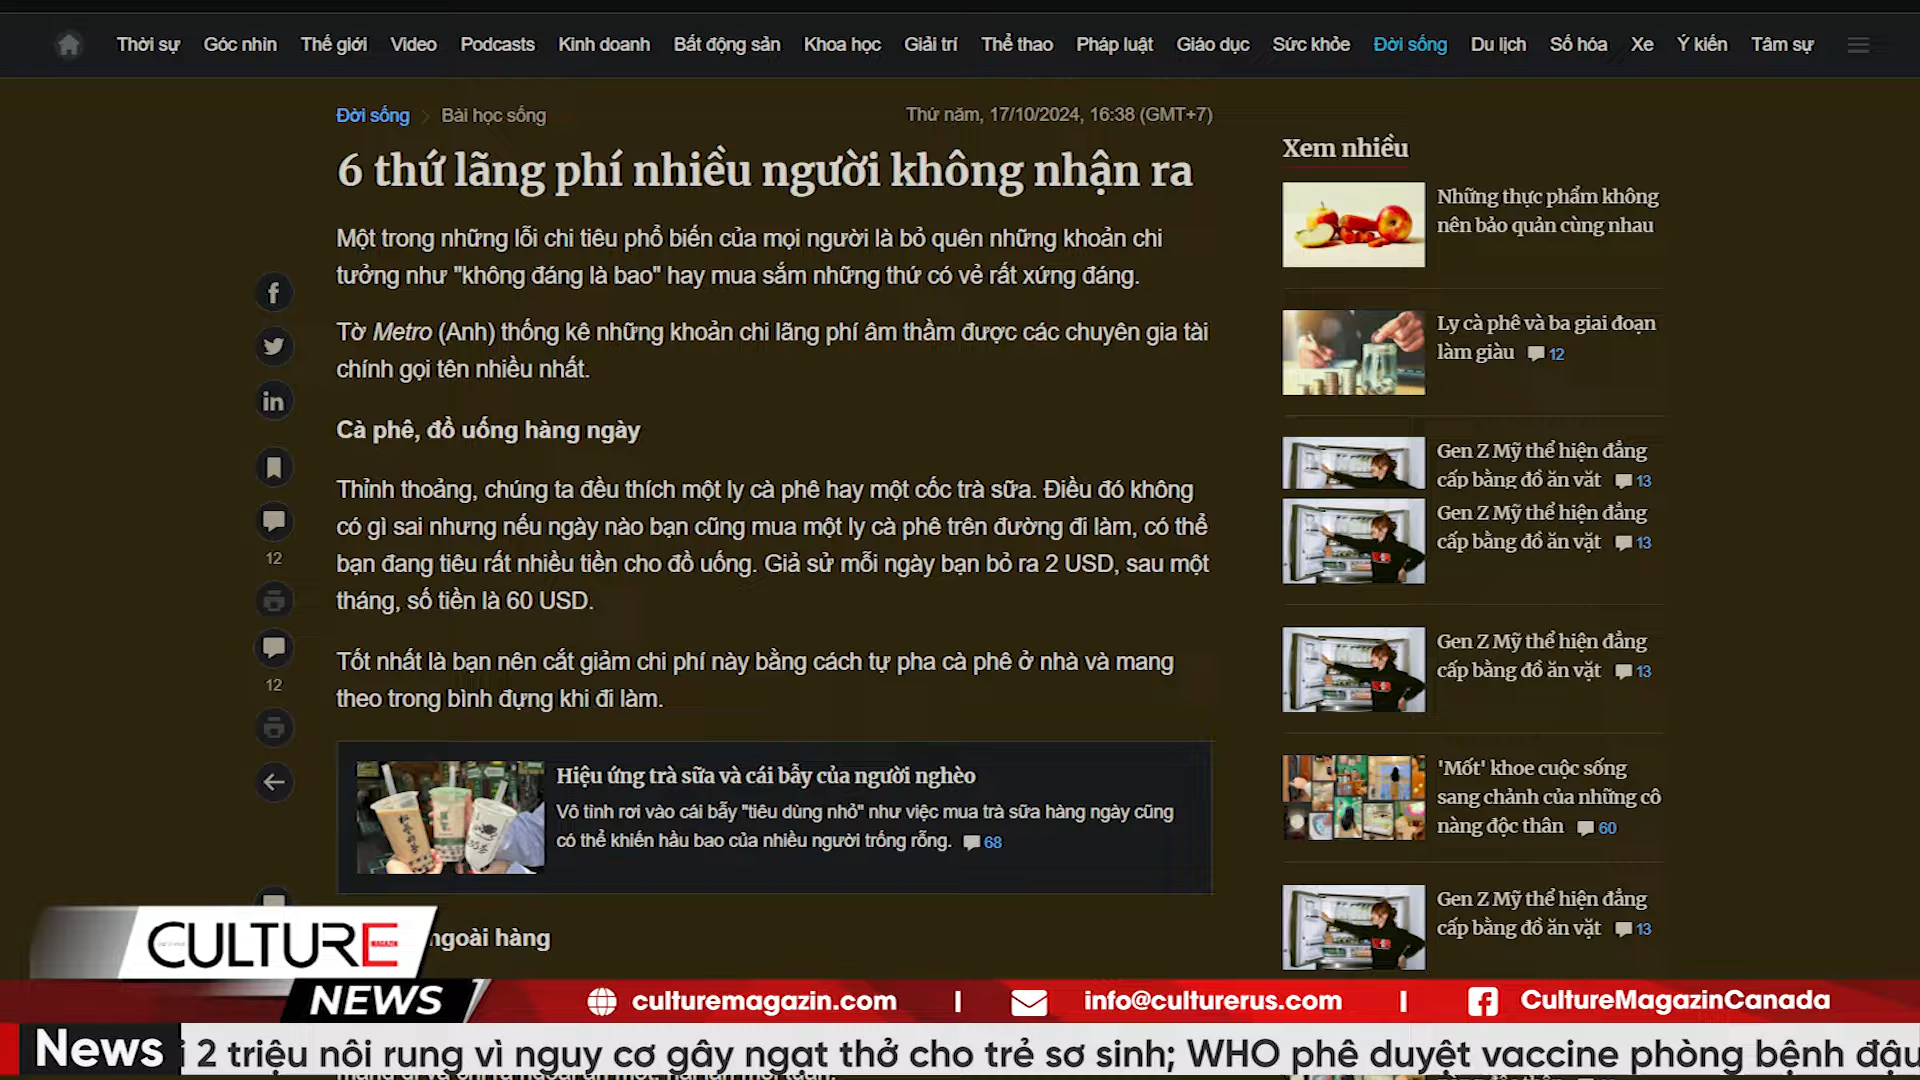 Thời sự Góc nhìn Thế giới Video Podcasts Kinh doanh Bất động sản Khoa học Giải trí Thể thao Pháp luật Giáo dục Sức khỏe Đời sống Du lịch Số hóa Xe Ý kiến Tâm sự
Đời sống Bài học sống
Thứ năm, 17/10/2024, 16:38 (GMT+7)
6 thứ lãng phí nhiều người không nhận ra
Một trong những lỗi chi tiêu phổ biến của mọi người là bỏ quên những khoản chi
tưởng như "không đáng là bao" hay mua sắm những thứ có vẻ rất xứng đáng.
Tờ Metro (Anh) thống kê những khoản chi lãng phí âm thầm được các chuyên gia tài
chính gọi tên nhiều nhất.
Cà phê, đồ uống hàng ngày
Thỉnh thoảng, chúng ta đều thích một ly cà phê hay một cốc trà sữa. Điều đó không
có gì sai nhưng nếu ngày nào bạn cũng mua một ly cà phê trên đường đi làm, có thể
bạn đang tiêu rất nhiều tiền cho đồ uống. Giả sử mỗi ngày bạn bỏ ra 2 USD, sau một
tháng, số tiền là 60 USD.
Tốt nhất là bạn nên cắt giảm chi phí này bằng cách tự pha cà phê ở nhà và mang
theo trong bình đựng khi đi làm.
12
12
Hiệu ứng trà sữa và cái bẫy của người nghèo
Vô tình rơi vào cái bẫy "tiêu dùng nhỏ" như việc mua trà sữa hàng ngày cũng
có thể khiến hầu bao của nhiều người trống rỗng. 68
ngoài hàng
Xem nhiều
Những thực phẩm không
nên bảo quản cùng nhau
Ly cà phê và ba giai đoạn
làm giàu 12
Gen Z Mỹ thể hiện đẳng
cấp bằng đồ ăn vặt 13
Gen Z Mỹ thể hiện đẳng
cấp bằng đồ ăn vặt 13
Gen Z Mỹ thể hiện đẳng
cấp bằng đồ ăn vặt 13
'Mốt' khoe cuộc sống
sang chảnh của những cô
nàng độc thân 60
Gen Z Mỹ thể hiện đẳng
cấp bằng đồ ăn vặt 13
CULTURE
MAGAZIN
NEWS
culturemagazin.com | info@culturerus.com | CultureMagazinCanada
News
i 2 triệu nôi rung vì nguy cơ gây ngạt thở cho trẻ sơ sinh; WHO phê duyệt vaccine phòng bệnh đậu